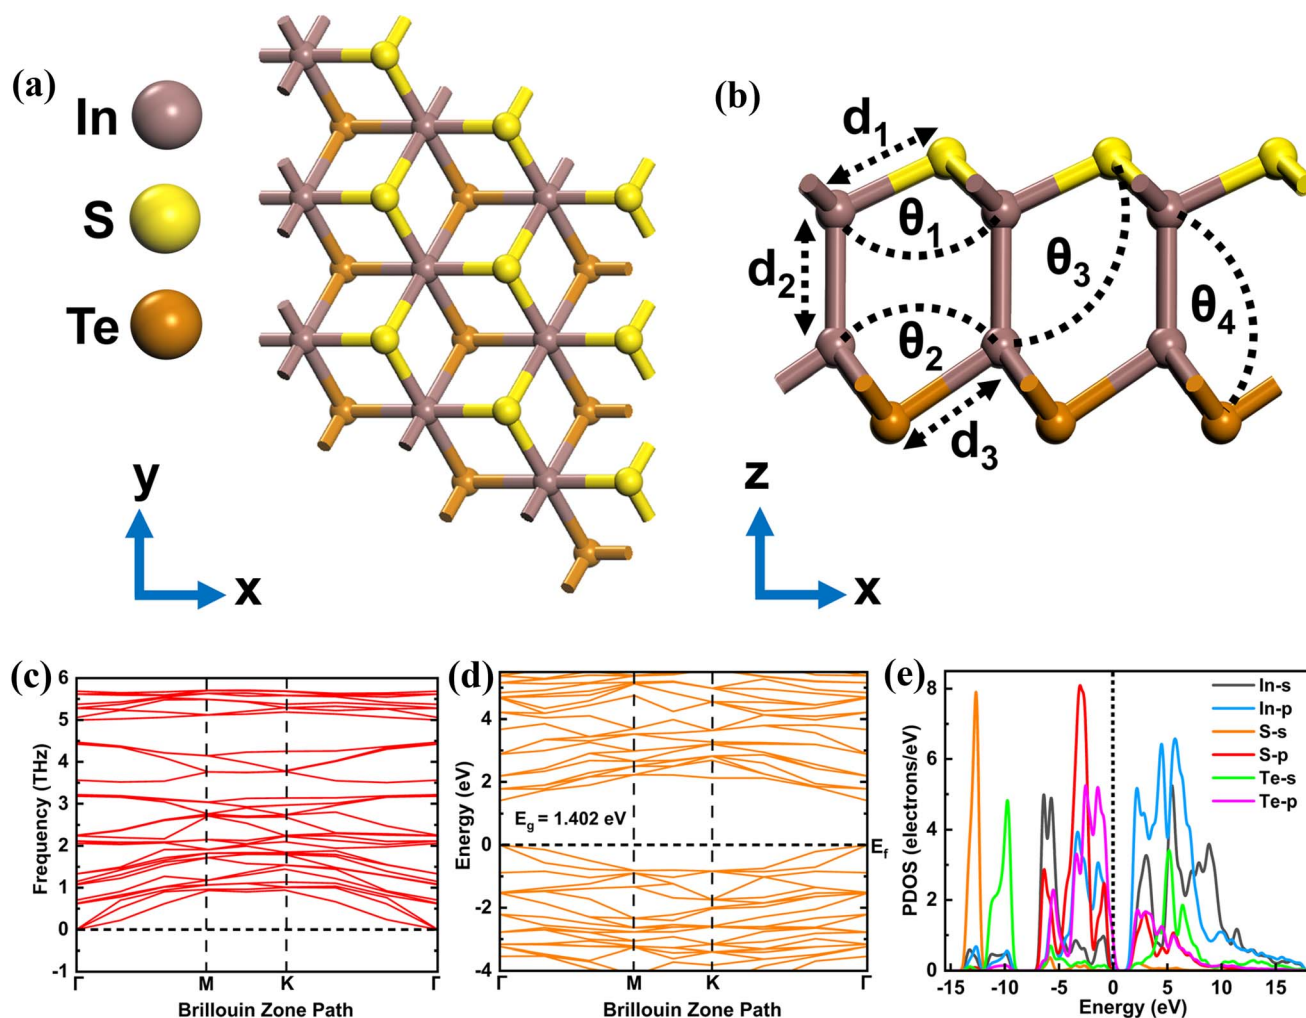 (a)
In
S
Te
y
x
(b)
d1
d2
d3
θ1
θ2
θ3
θ4
z
x
(c)
6
5
4
3
2
1
0
-1
Frequency (THz)
Γ M K Γ
Brillouin Zone Path
(d)
4
2
0
-2
-4
Energy (eV)
Eg = 1.402 eV
Ef
Γ M K Γ
Brillouin Zone Path
(e)
8
6
4
2
0
PDOS (electrons/eV)
In-s
In-p
S-s
S-p
Te-s
Te-p
-15 -10 -5 0 5 10 15
Energy (eV)